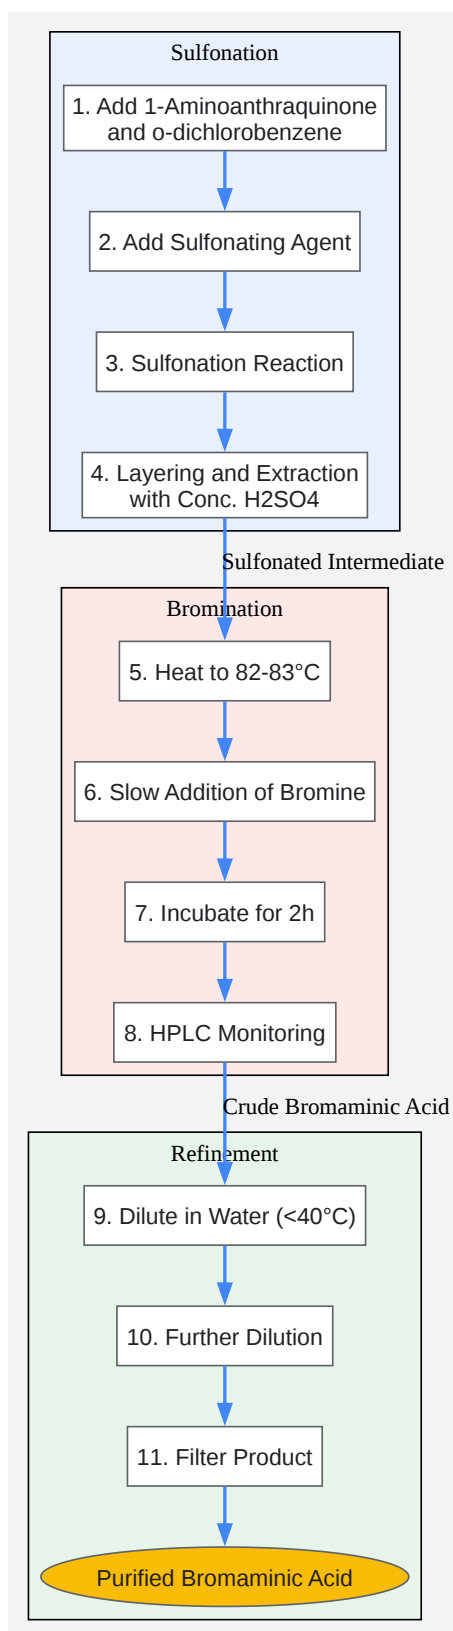 Sulfonation
1. Add 1-Aminoanthraquinone
and o-dichlorobenzene
2. Add Sulfonating Agent
3. Sulfonation Reaction
4. Layering and Extraction
with Conc. H2SO4
Sulfonated Intermediate
Bromination
5. Heat to 82-83°C
6. Slow Addition of Bromine
7. Incubate for 2h
8. HPLC Monitoring
Crude Bromaminic Acid
Refinement
9. Dilute in Water (<40°C)
10. Further Dilution
11. Filter Product
Purified Bromaminic Acid